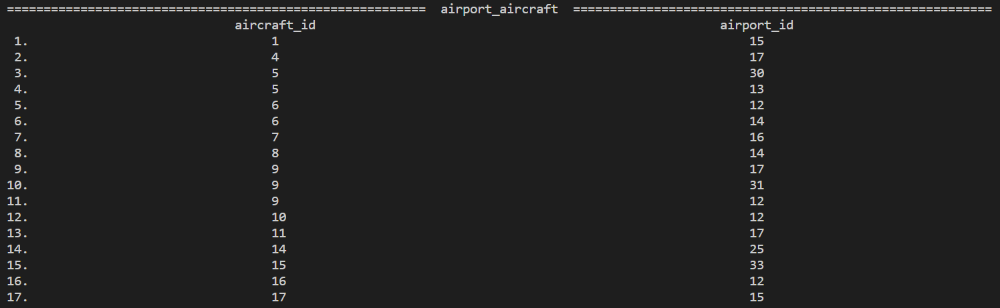 ========================================================= airport_aircraft =========================================================
aircraft_id airport_id
1. 1 15
2. 4 17
3. 5 30
4. 5 13
5. 6 12
6. 6 14
7. 7 16
8. 8 14
9. 9 17
10. 9 31
11. 9 12
12. 10 12
13. 11 17
14. 14 25
15. 15 33
16. 16 12
17. 17 15